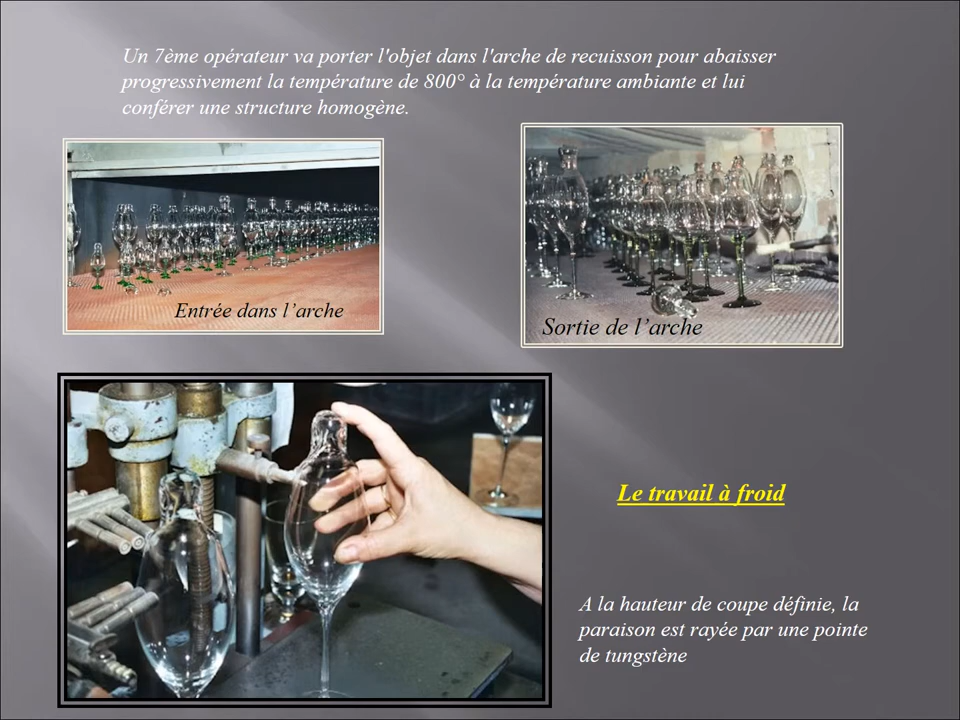 Un 7ème opérateur va porter l'objet dans l'arche de recuisson pour abaisser
progressivement la température de 800° à la température ambiante et lui
conférer une structure homogène.
Entrée dans l’arche
Sortie de l’arche
Le travail à froid
A la hauteur de coupe définie, la
paraison est rayée par une pointe
de tungstène